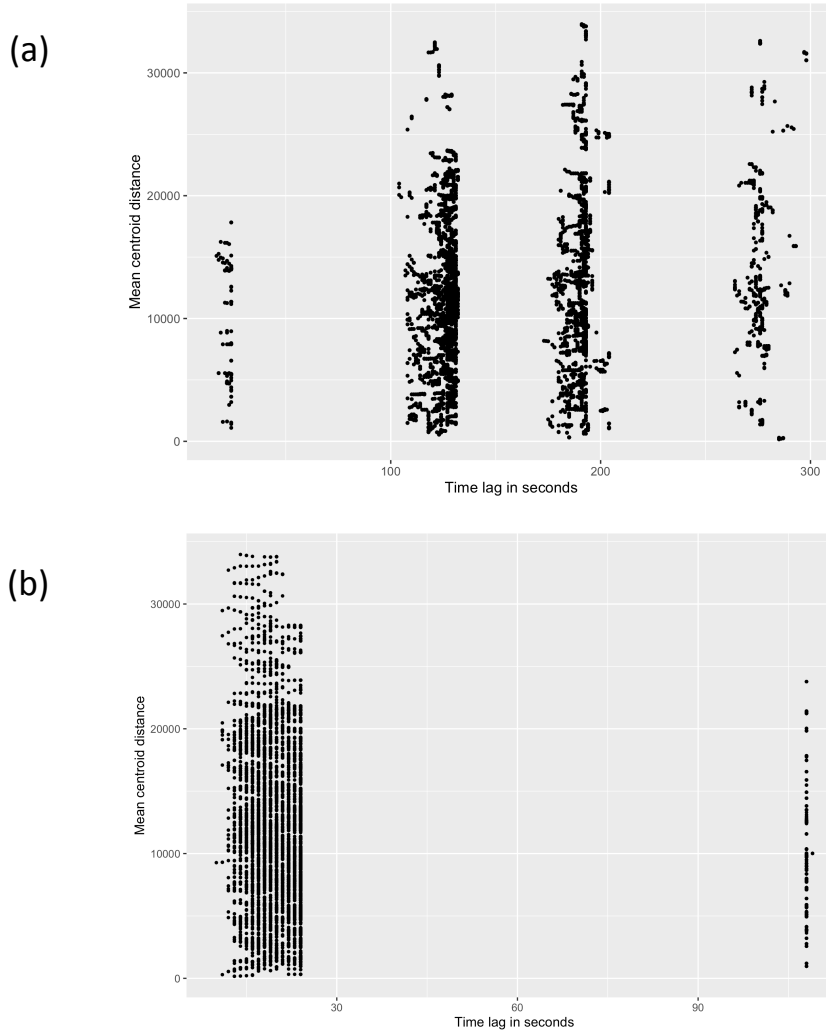 (a)
Mean centroid distance
30000
20000
10000
0
100 200 300
Time lag in seconds
(b)
Mean centroid distance
30000
20000
10000
0
30 60 90
Time lag in seconds